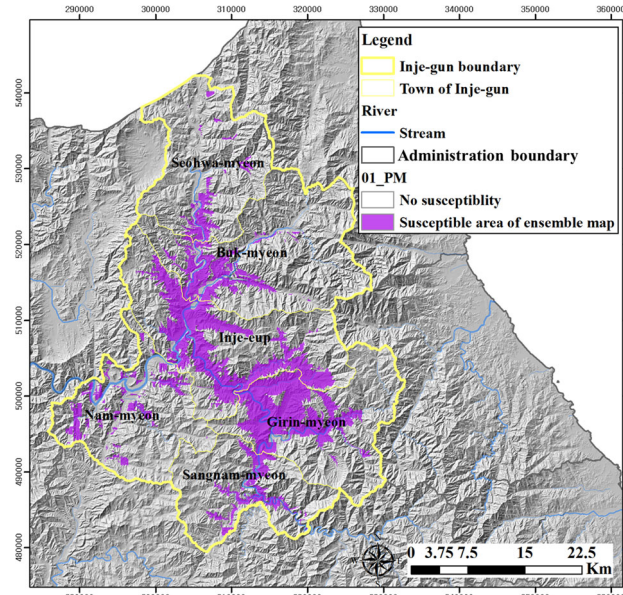 290000 300000 310000 320000 330000 340000 350000 360000
Legend
Inje-gun boundary
Town of Inje-gun
River
Stream
Administration boundary
01_PM
No susceptiblity
Susceptible area of ensemble map
540000
530000
520000
510000
500000
490000
480000
Seohwa-myeon
Buk-myeon
Inje-eup
Nam-myeon
Girin-myeon
Sangnam-myeon
0 3.75 7.5 15 22.5
Km